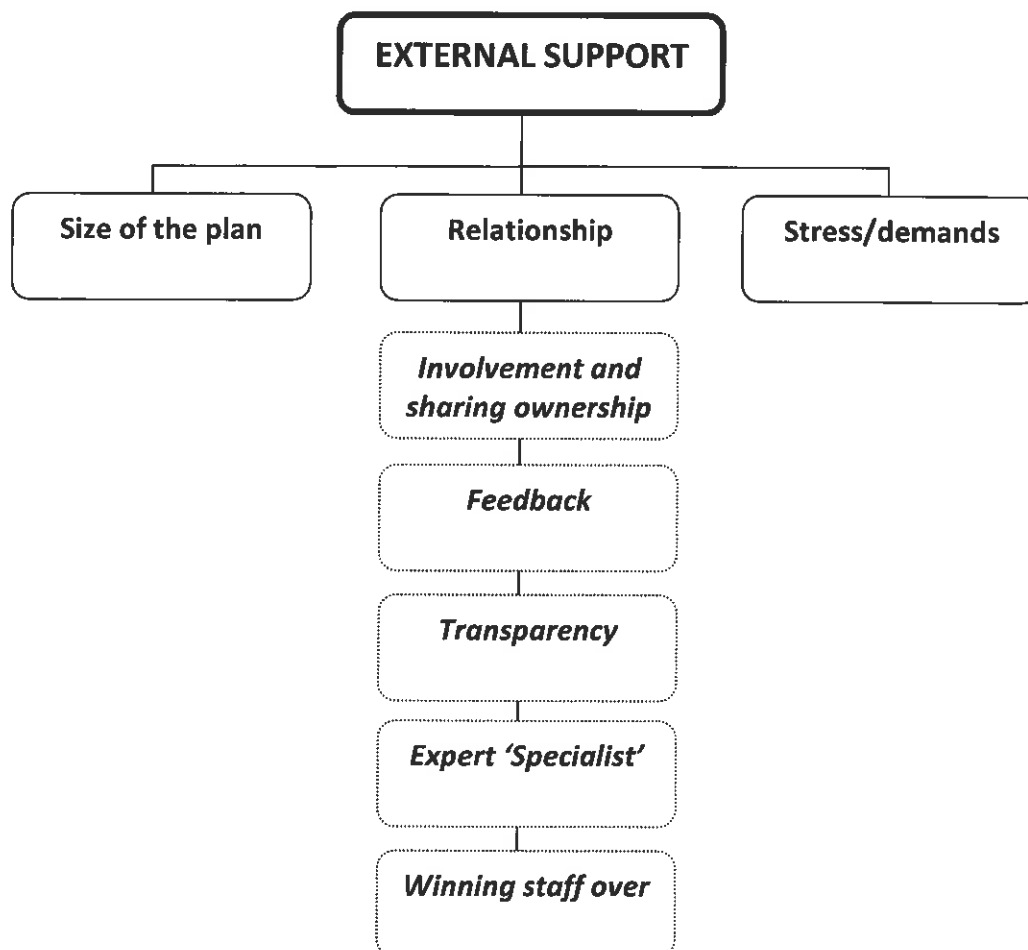 EXTERNAL SUPPORT
Size of the plan
Relationship
Stress/demands
Involvement and
sharing ownership
Feedback
Transparency
Expert ‘Specialist’
Winning staff over